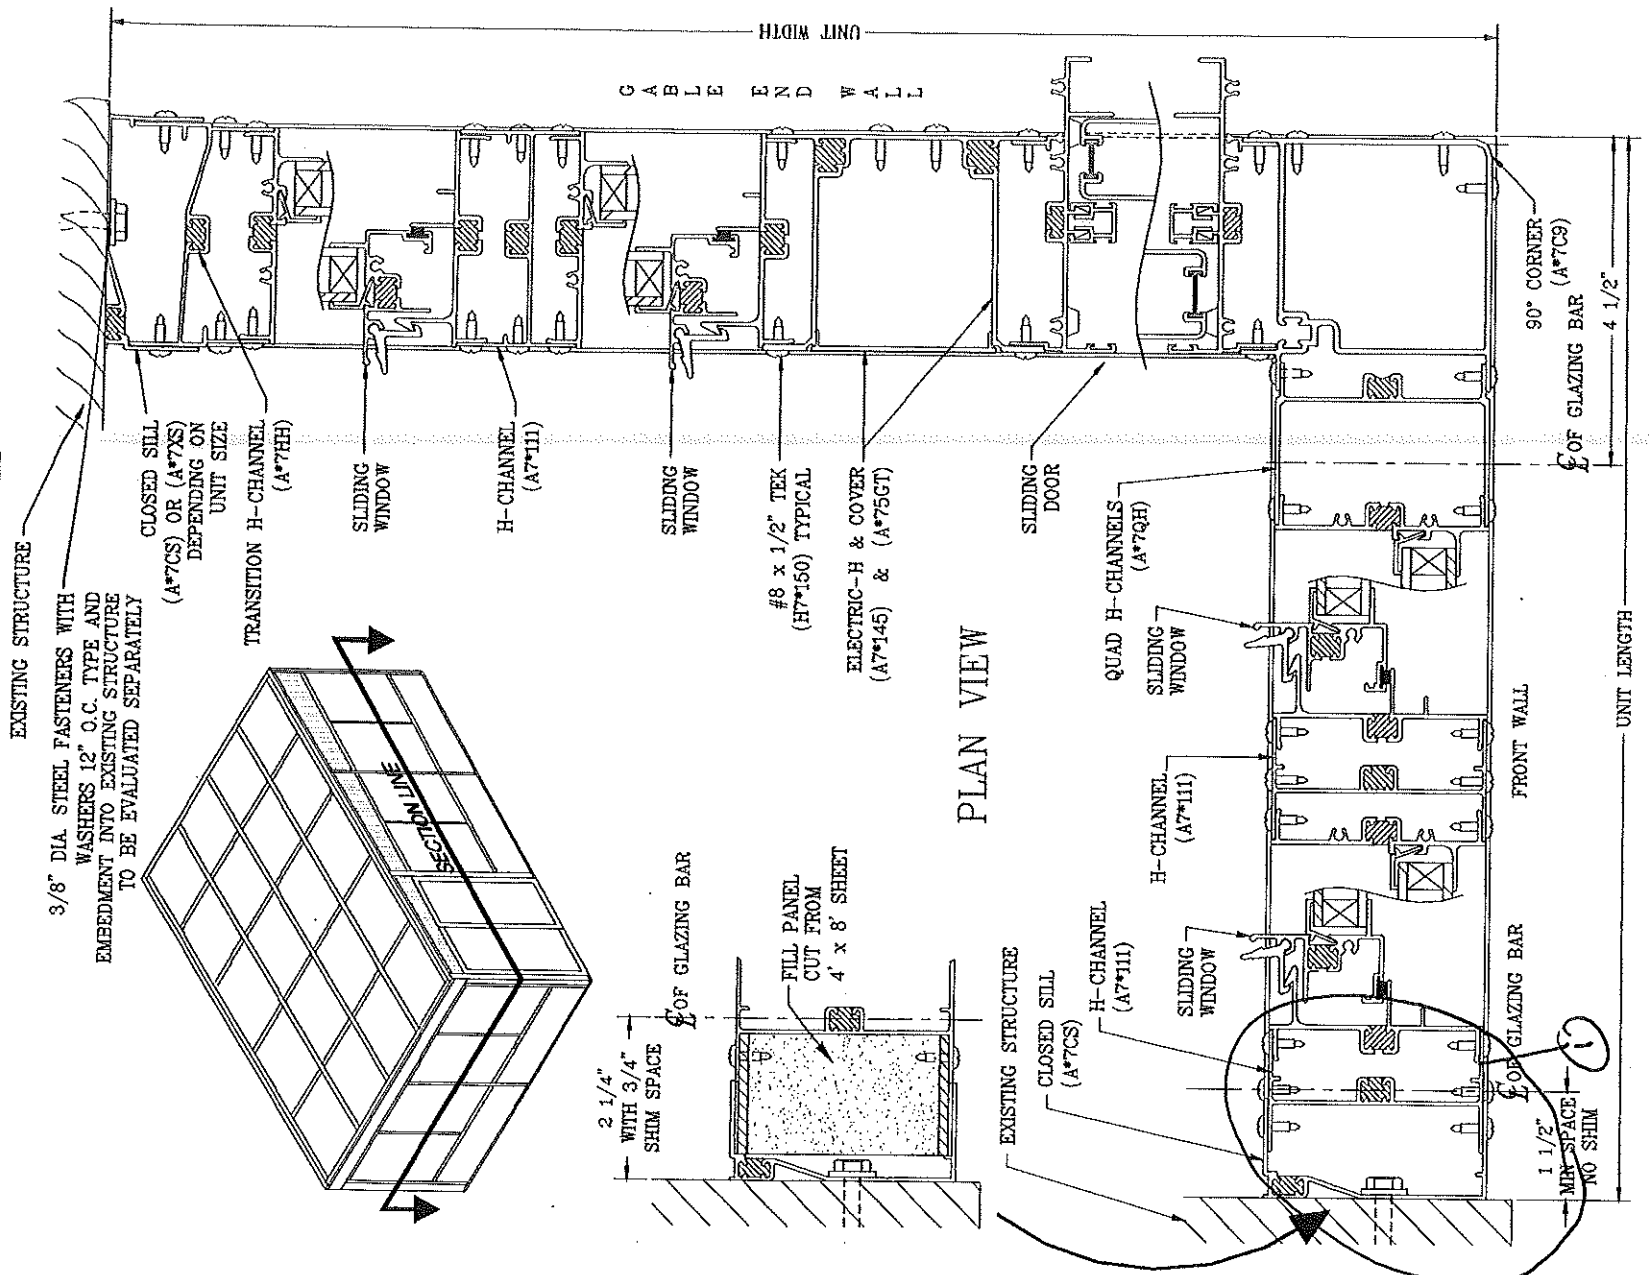 UNIT WIDTH
GABLE END WALL
EXISTING STRUCTURE
3/8" DIA STEEL FASTENERS WITH
WASHERS 12" O.C. TYPE AND
EMBEDMENT INTO EXISTING STRUCTURE
TO BE EVALUATED SEPARATELY
CLOSED SILL
(A*7CS) OR (A*7XS)
DEPENDING ON
UNIT SIZE
TRANSITION H-CHANNEL
(A*7HH)
SLIDING
WINDOW
H-CHANNEL
(A7*111)
SLIDING
WINDOW
#8 x 1/2" TEK
(H7*150) TYPICAL
ELECTRIC-H & COVER
(A7*145) & (A*75GT)
SLIDING
DOOR
90° CORNER
(A*7C9)
4 1/2"
℄ OF GLAZING BAR
QUAD H-CHANNELS
(A*7QH)
SLIDING
WINDOW
H-CHANNEL
(A7*111)
FRONT WALL
UNIT LENGTH
SECTION LINE
PLAN VIEW
℄ OF GLAZING BAR
FILL PANEL
CUT FROM
4' x 8' SHEET
2 1/4"
WITH 3/4"
SHIM SPACE
EXISTING STRUCTURE
CLOSED SILL
(A*7CS)
H-CHANNEL
(A7*111)
SLIDING
WINDOW
℄ OF GLAZING BAR
1
1 1/2"
MIN SPACE
NO SHIM